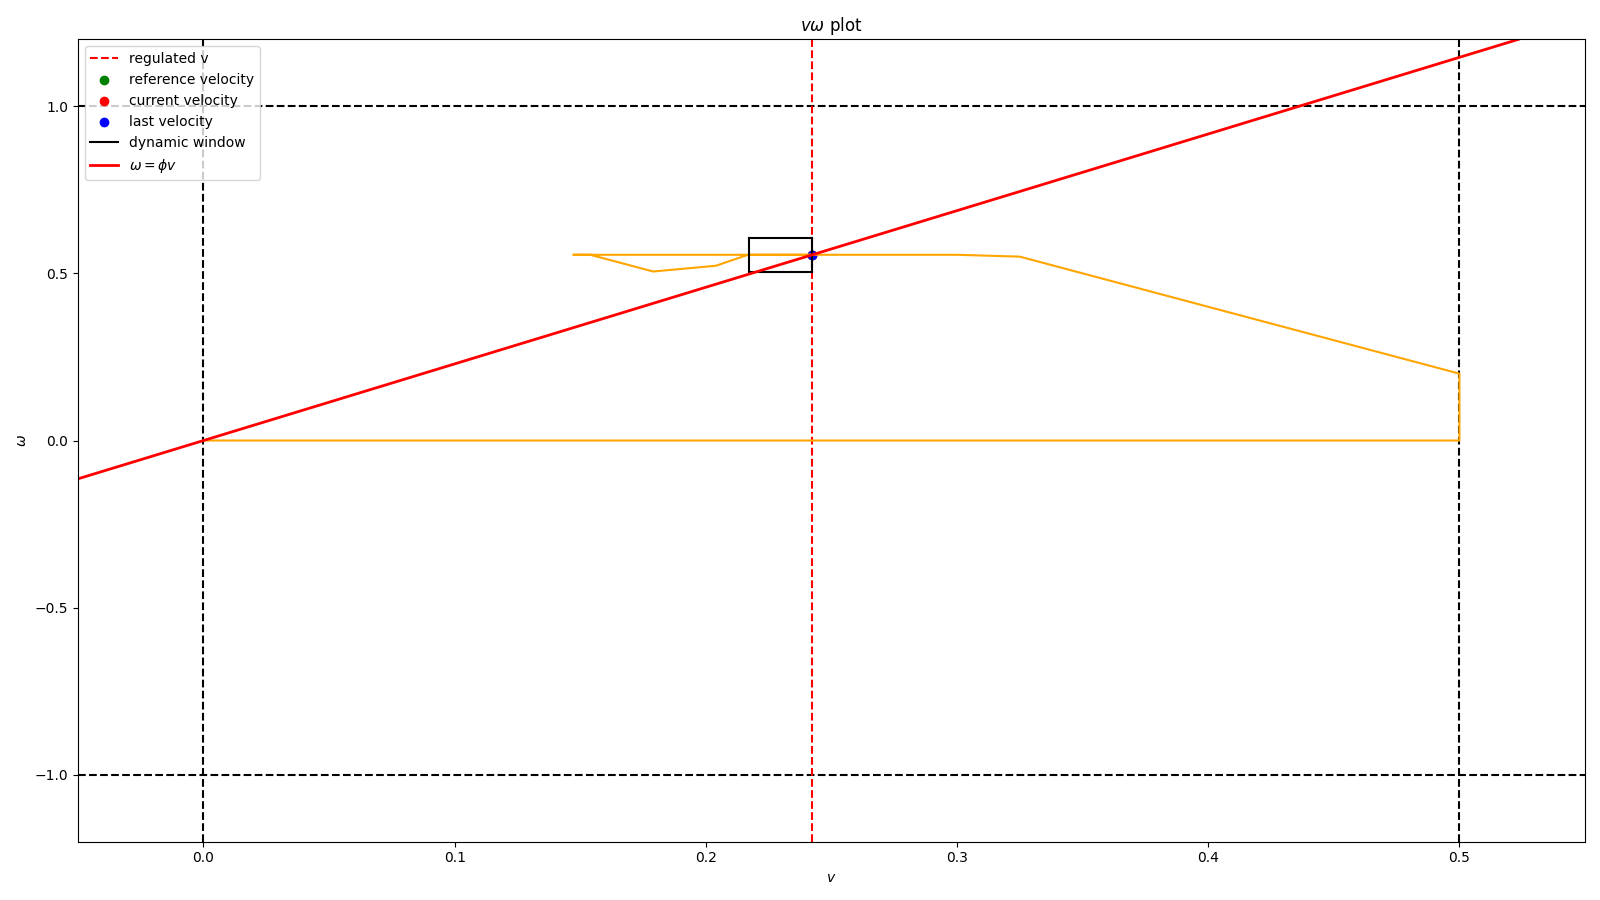 vω plot
regulated v
reference velocity
current velocity
last velocity
dynamic window
ω = ϕv
1.0
0.5
0.0
−0.5
−1.0
ω
0.0 0.1 0.2 0.3 0.4 0.5
v